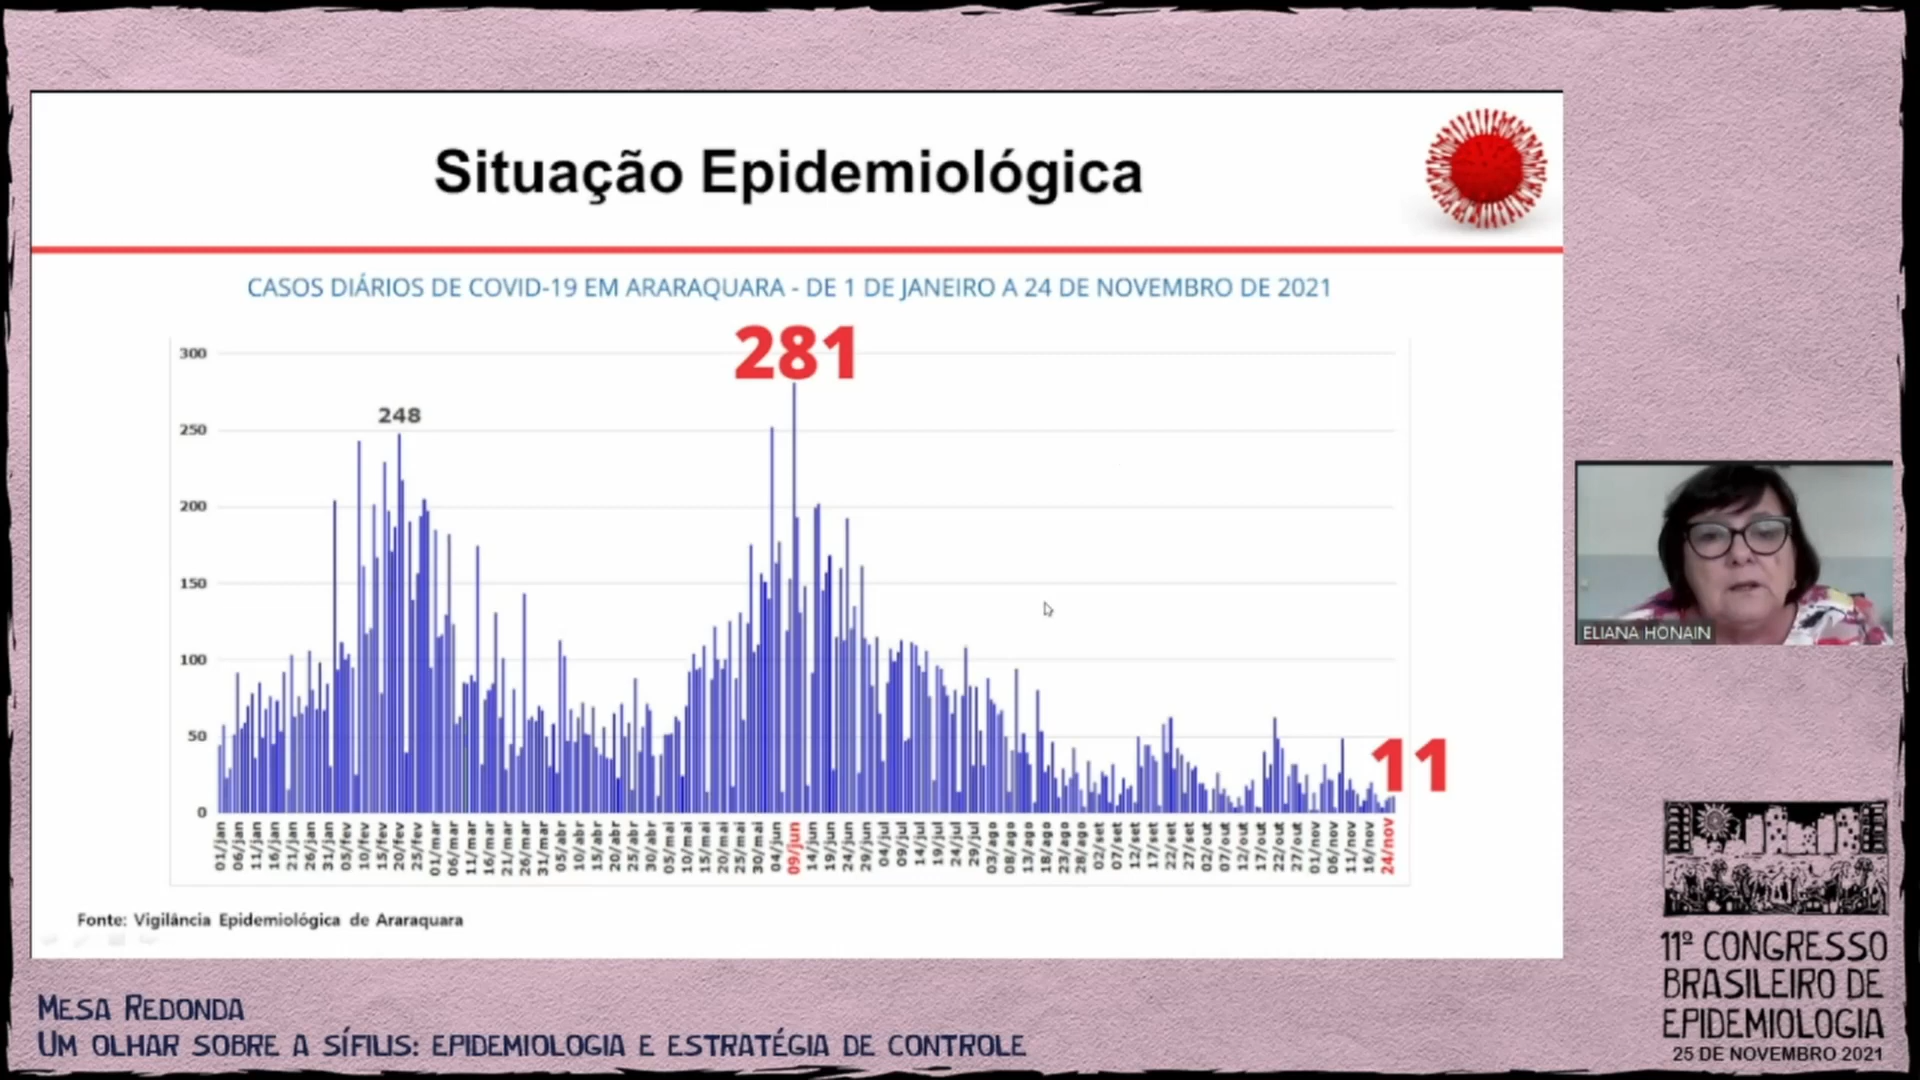 Situação Epidemiológica
CASOS DIÁRIOS DE COVID-19 EM ARARAQUARA - DE 1 DE JANEIRO A 24 DE NOVEMBRO DE 2021
281
300
248
250
200
150
100
50
0
11
01/jan 06/jan 11/jan 16/jan 21/jan 26/jan 31/jan 05/fev 10/fev 15/fev 20/fev 25/fev 01/mar 06/mar 11/mar 16/mar 21/mar 26/mar 31/mar 05/abr 10/abr 15/abr 20/abr 25/abr 30/abr 05/mai 10/mai 15/mai 20/mai 25/mai 30/mai 04/jun 09/jun 14/jun 19/jun 24/jun 29/jun 04/jul 09/jul 14/jul 19/jul 24/jul 29/jul 03/ago 08/ago 13/ago 18/ago 23/ago 28/ago 02/set 07/set 12/set 17/set 22/set 27/set 02/out 07/out 12/out 17/out 22/out 27/out 01/nov 06/nov 11/nov 16/nov 24/nov
Fonte: Vigilância Epidemiológica de Araraquara
ELIANA HONAIN
MESA REDONDA
UM OLHAR SOBRE A SÍFILIS: EPIDEMIOLOGIA E ESTRATÉGIA DE CONTROLE
11º CONGRESSO
BRASILEIRO DE
EPIDEMIOLOGIA
25 DE NOVEMBRO 2021